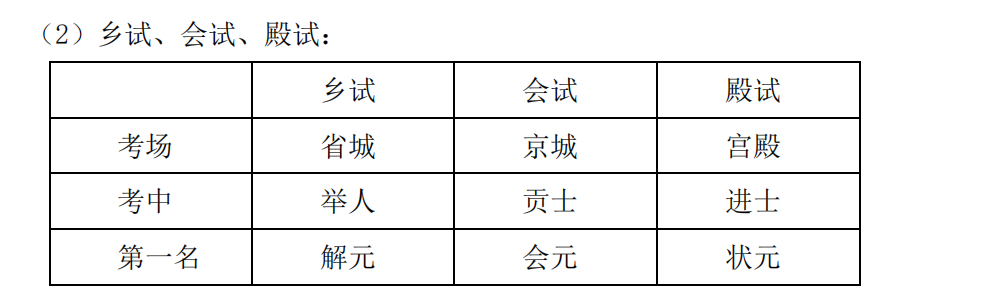 （2）乡试、会试、殿试：
乡试 会试 殿试
考场 省城 京城 宫殿
考中 举人 贡士 进士
第一名 解元 会元 状元